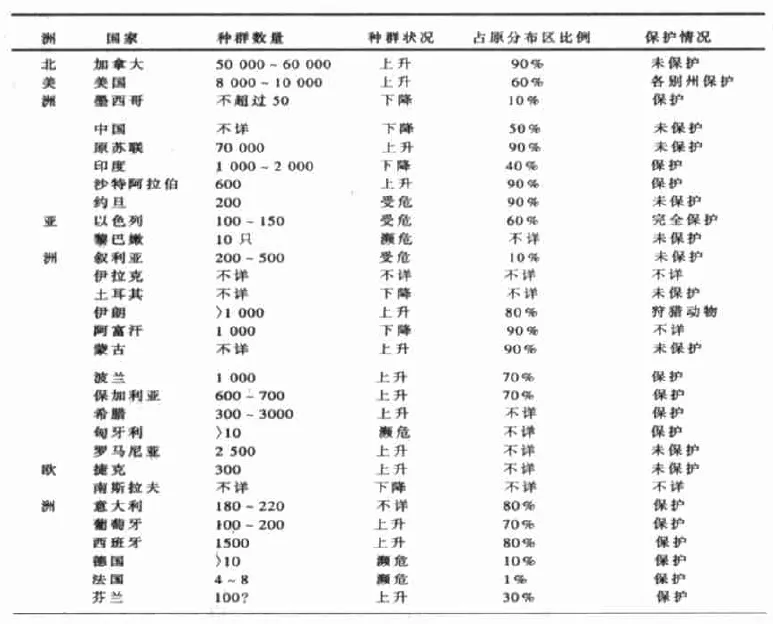 洲 国家 种群数量 种群状况 占原分布区比例 保护情况
北 加拿大 50 000~60000 上升 90% 未保护
美 美国 8 000~10 000 上升 60% 各别州保护
洲 墨西哥 不超过50 下降 10% 保护
中国 不详 下降 50% 未保护
原苏联 70 000 上升 90% 未保护
印度 1 000~2 000 下降 40% 保护
沙特阿拉伯 600 上升 90% 保护
约旦 200 受危 90% 未保护
亚 以色列 100~150 受危 60% 完全保护
黎巴嫩 10只 濒危 不详 未保护
洲 叙利亚 200~500 受危 10% 未保护
伊拉克 不详 不详 不详 不详
土耳其 不详 下降 不详 未保护
伊朗 〉1 000 上升 80% 狩猎动物
阿富汗 1 000 下降 90% 不详
蒙古 不详 上升 90% 未保护
波兰 1 000 上升 70% 保护
保加利亚 600~700 上升 70% 保护
希腊 300~3000 上升 不详 保护
匈牙利 〉10 濒危 不详 保护
罗马尼亚 2 500 上升 不详 未保护
欧 捷克 300 上升 不详 未保护
南斯拉夫 不详 下降 不详 不详
洲 意大利 180~220 不详 80% 保护
葡萄牙 100~200 上升 70% 保护
西班牙 1500 上升 80% 保护
德国 〉10 濒危 10% 保护
法国 4~8 濒危 1% 保护
芬兰 100? 上升 30% 保护